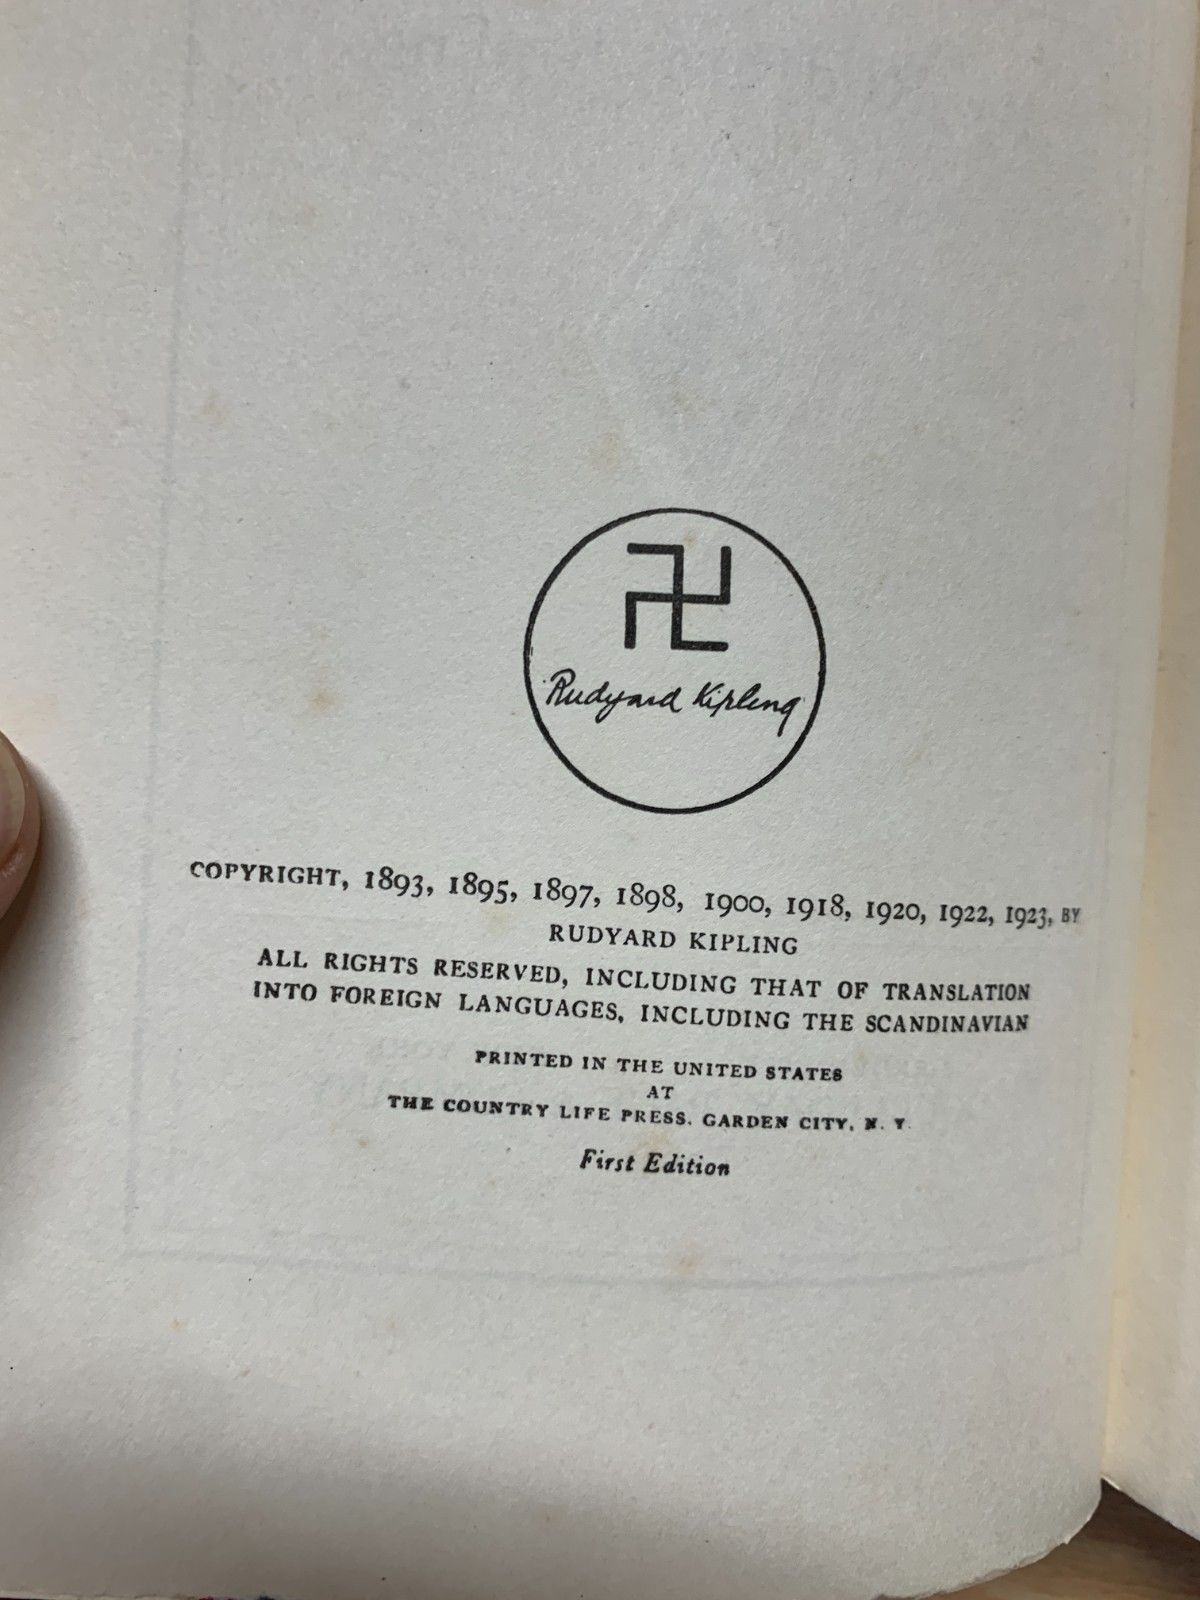 Rudyard Kipling
COPYRIGHT, 1893, 1895, 1897, 1898, 1900, 1918, 1920, 1922, 1923, BY
RUDYARD KIPLING
ALL RIGHTS RESERVED, INCLUDING THAT OF TRANSLATION
INTO FOREIGN LANGUAGES, INCLUDING THE SCANDINAVIAN
PRINTED IN THE UNITED STATES
AT
THE COUNTRY LIFE PRESS, GARDEN CITY, N. Y.
First Edition